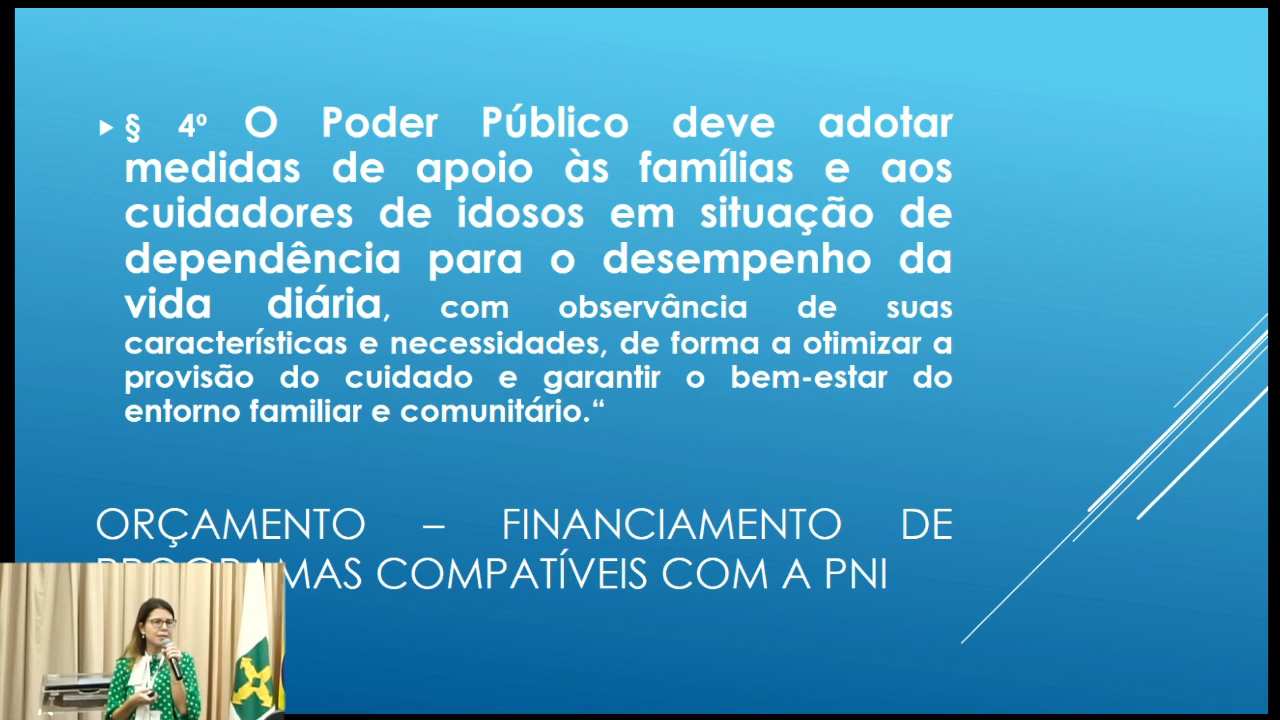 § 4º O Poder Público deve adotar
medidas de apoio às famílias e aos
cuidadores de idosos em situação de
dependência para o desempenho da
vida diária, com observância de suas
características e necessidades, de forma a otimizar a
provisão do cuidado e garantir o bem-estar do
entorno familiar e comunitário.“
ORÇAMENTO – FINANCIAMENTO DE
COMPATÍVEIS COM A PNI